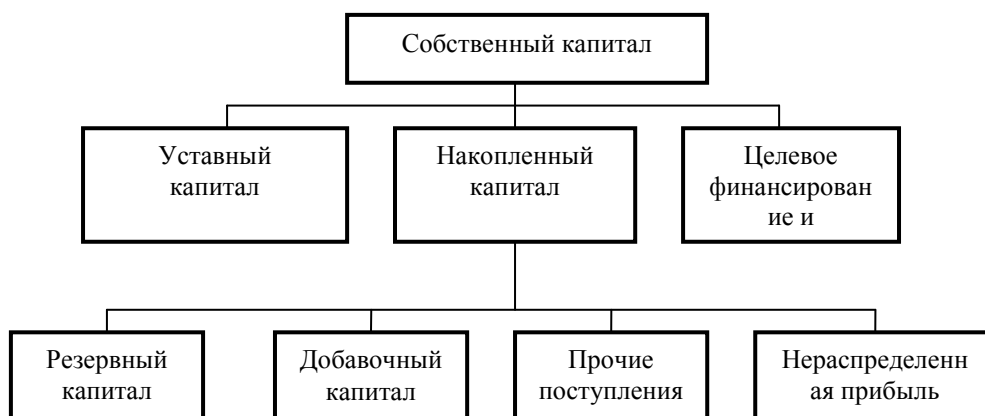 Собственный капитал
Уставный
капитал
Накопленный
капитал
Целевое
финансирован
ие и
Резервный
капитал
Добавочный
капитал
Прочие
поступления
Нераспределенн
ая прибыль